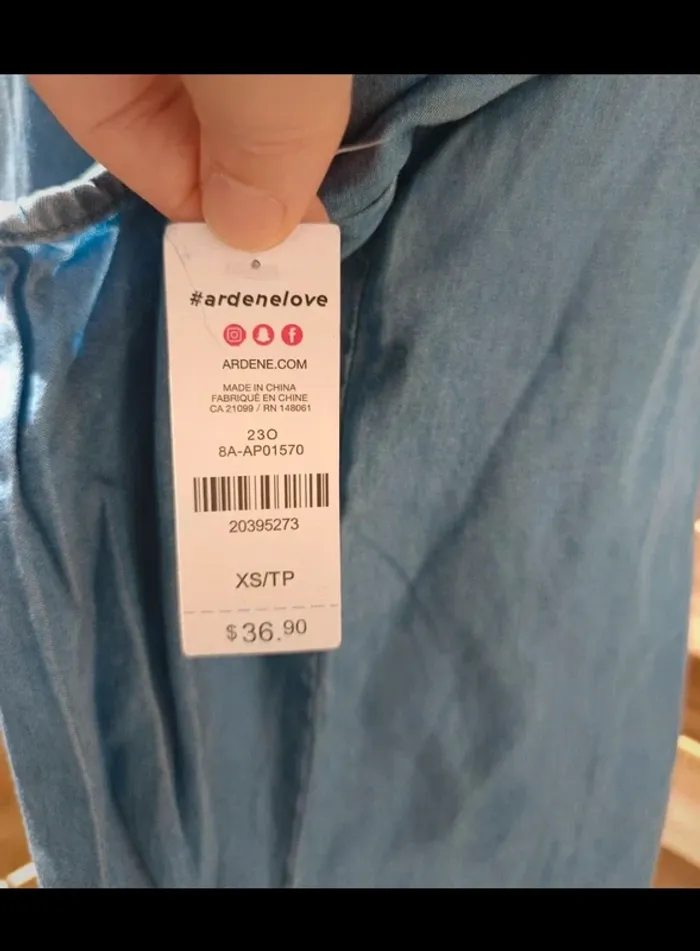 #ardenelove
ARDENE.COM
MADE IN CHINA
FABRIQUÉ EN CHINE
CA 21099 / RN 148061
23O
8A-AP01570
20395273
XS/TP
$36.90